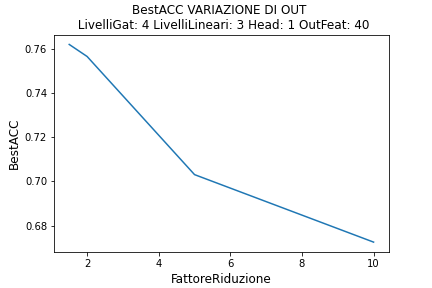 BestACC VARIAZIONE DI OUT
LivelliGat: 4 LivelliLineari: 3 Head: 1 OutFeat: 40
0.76
0.74
0.72
0.70
0.68
BestACC
2
4
6
8
10
FattoreRiduzione